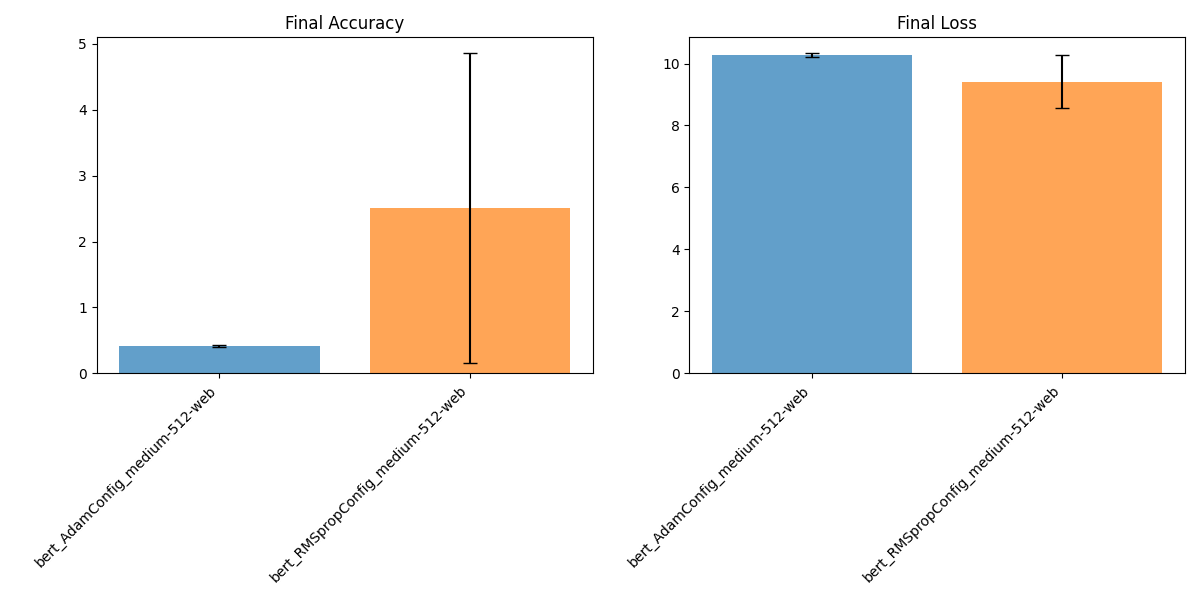 Final Accuracy
5
4
3
2
1
0
bert_AdamConfig_medium-512-web
bert_RMSpropConfig_medium-512-web
Final Loss
10
8
6
4
2
0
bert_AdamConfig_medium-512-web
bert_RMSpropConfig_medium-512-web